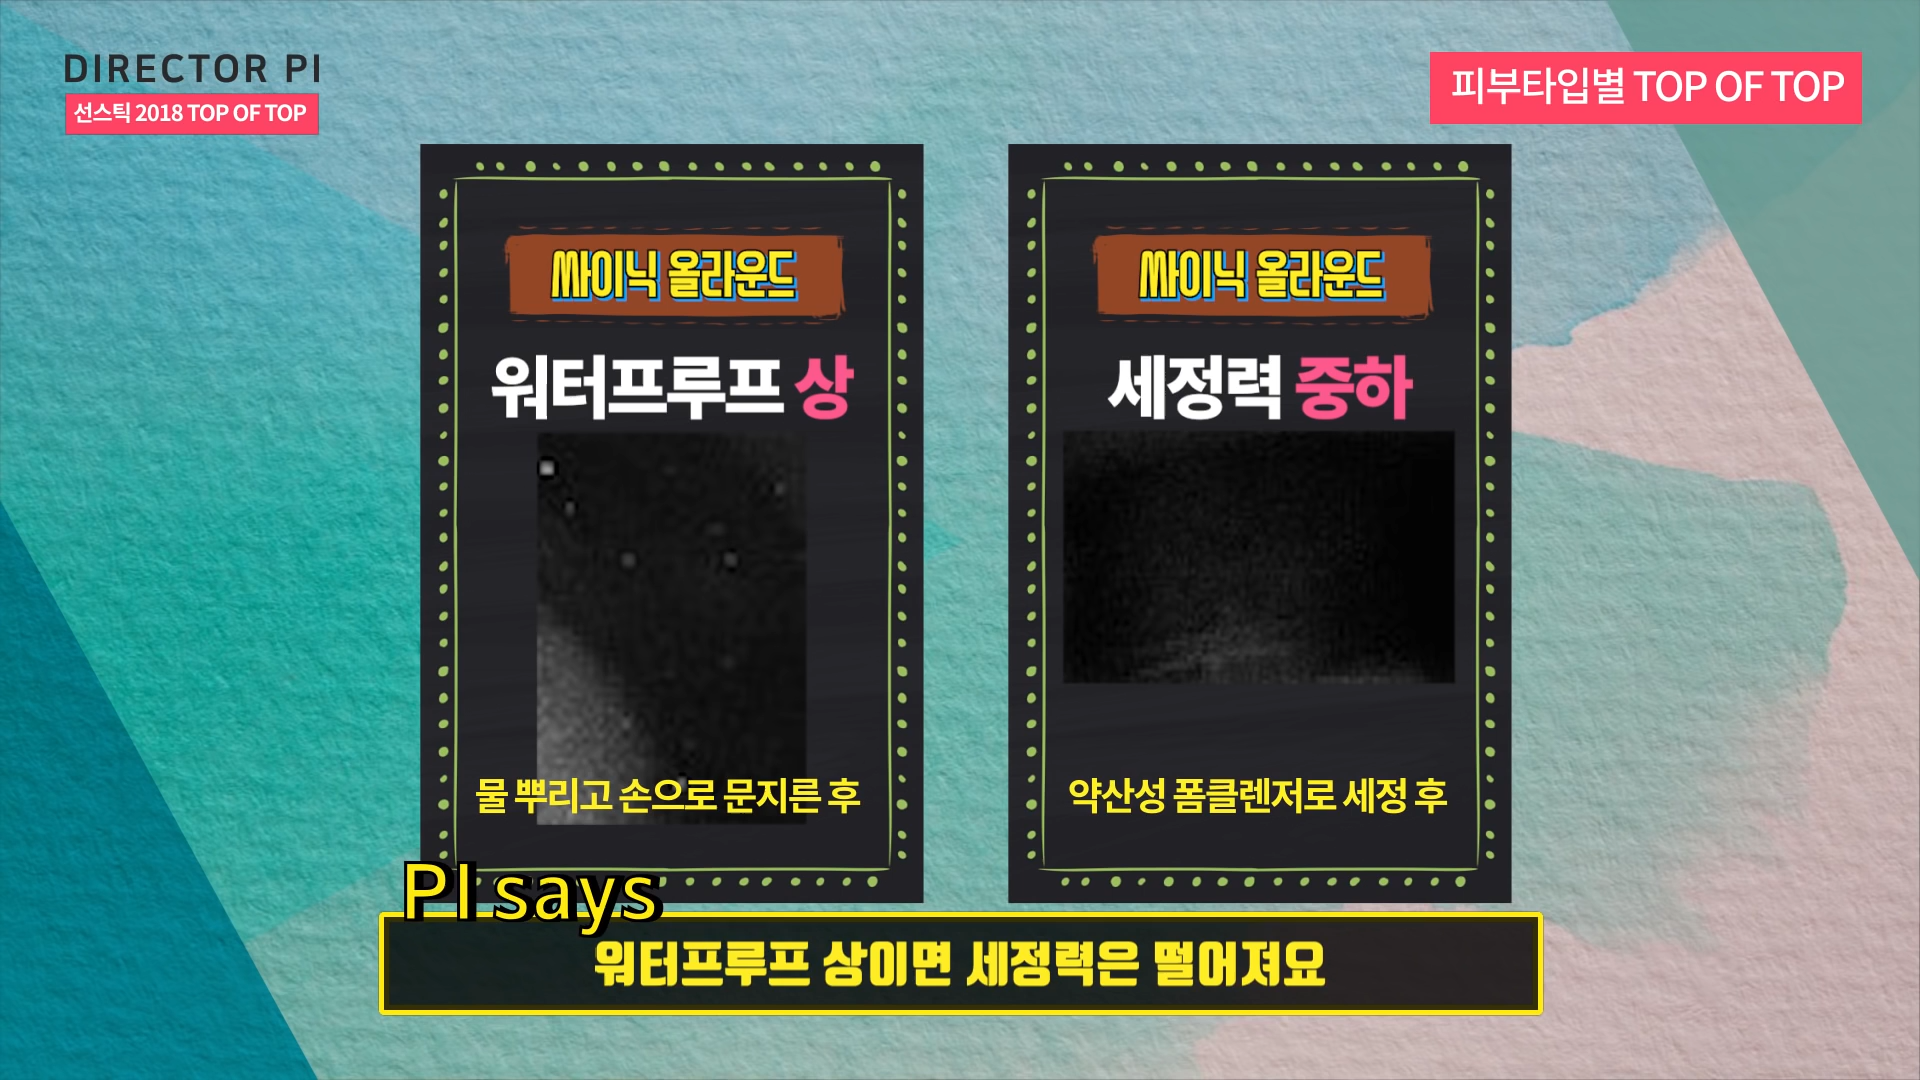 DIRECTOR PI
선스틱 2018 TOP OF TOP
피부타입별 TOP OF TOP
싸이닉 올라운드
워터프루프 상
물 뿌리고 손으로 문지른 후
싸이닉 올라운드
세정력 중하
약산성 폼클렌저로 세정 후
PI says
워터프루프 상이면 세정력은 떨어져요